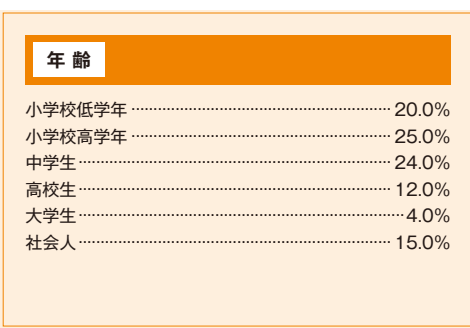 年 齢
小学校低学年 ………………………………………… 20.0%
小学校高学年 ………………………………………… 25.0%
中学生………………………………………………… 24.0%
高校生………………………………………………… 12.0%
大学生……………………………………………………4.0%
社会人………………………………………………… 15.0%